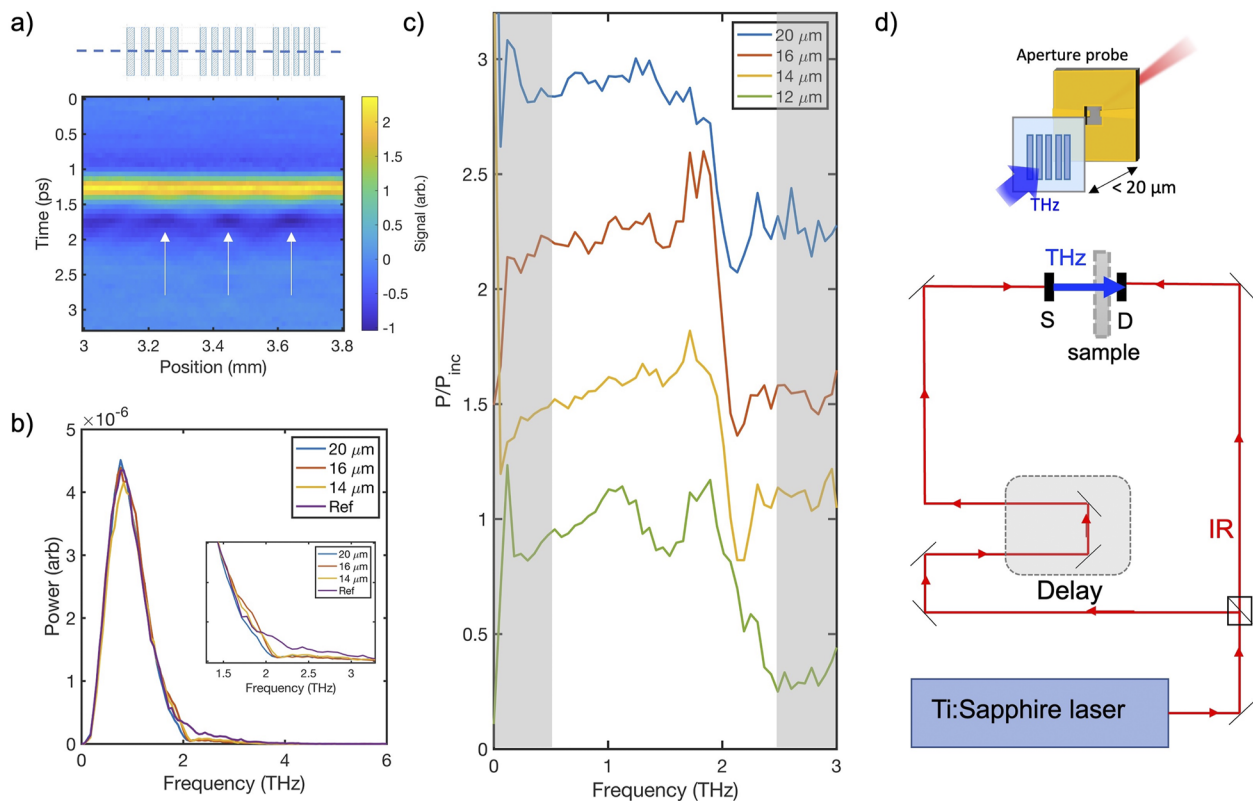 a)
0
0.5
1
1.5
2
2.5
3
Time (ps)
3
3.2
3.4
3.6
3.8
Position (mm)
2
1.5
1
0.5
0
-0.5
-1
Signal (arb.)
b)
×10⁻⁶
5
4
3
2
1
0
Power (arb)
0
2
4
6
Frequency (THz)
20 μm
16 μm
14 μm
Ref
20 μm
16 μm
14 μm
Ref
1.5
2
2.5
3
Frequency (THz)
c)
3
2.5
2
1.5
1
0.5
0
P/Pinc
0
1
2
3
Frequency (THz)
20 μm
16 μm
14 μm
12 μm
d)
Aperture probe
< 20 μm
THz
THz
S
D
sample
IR
Delay
Ti:Sapphire laser